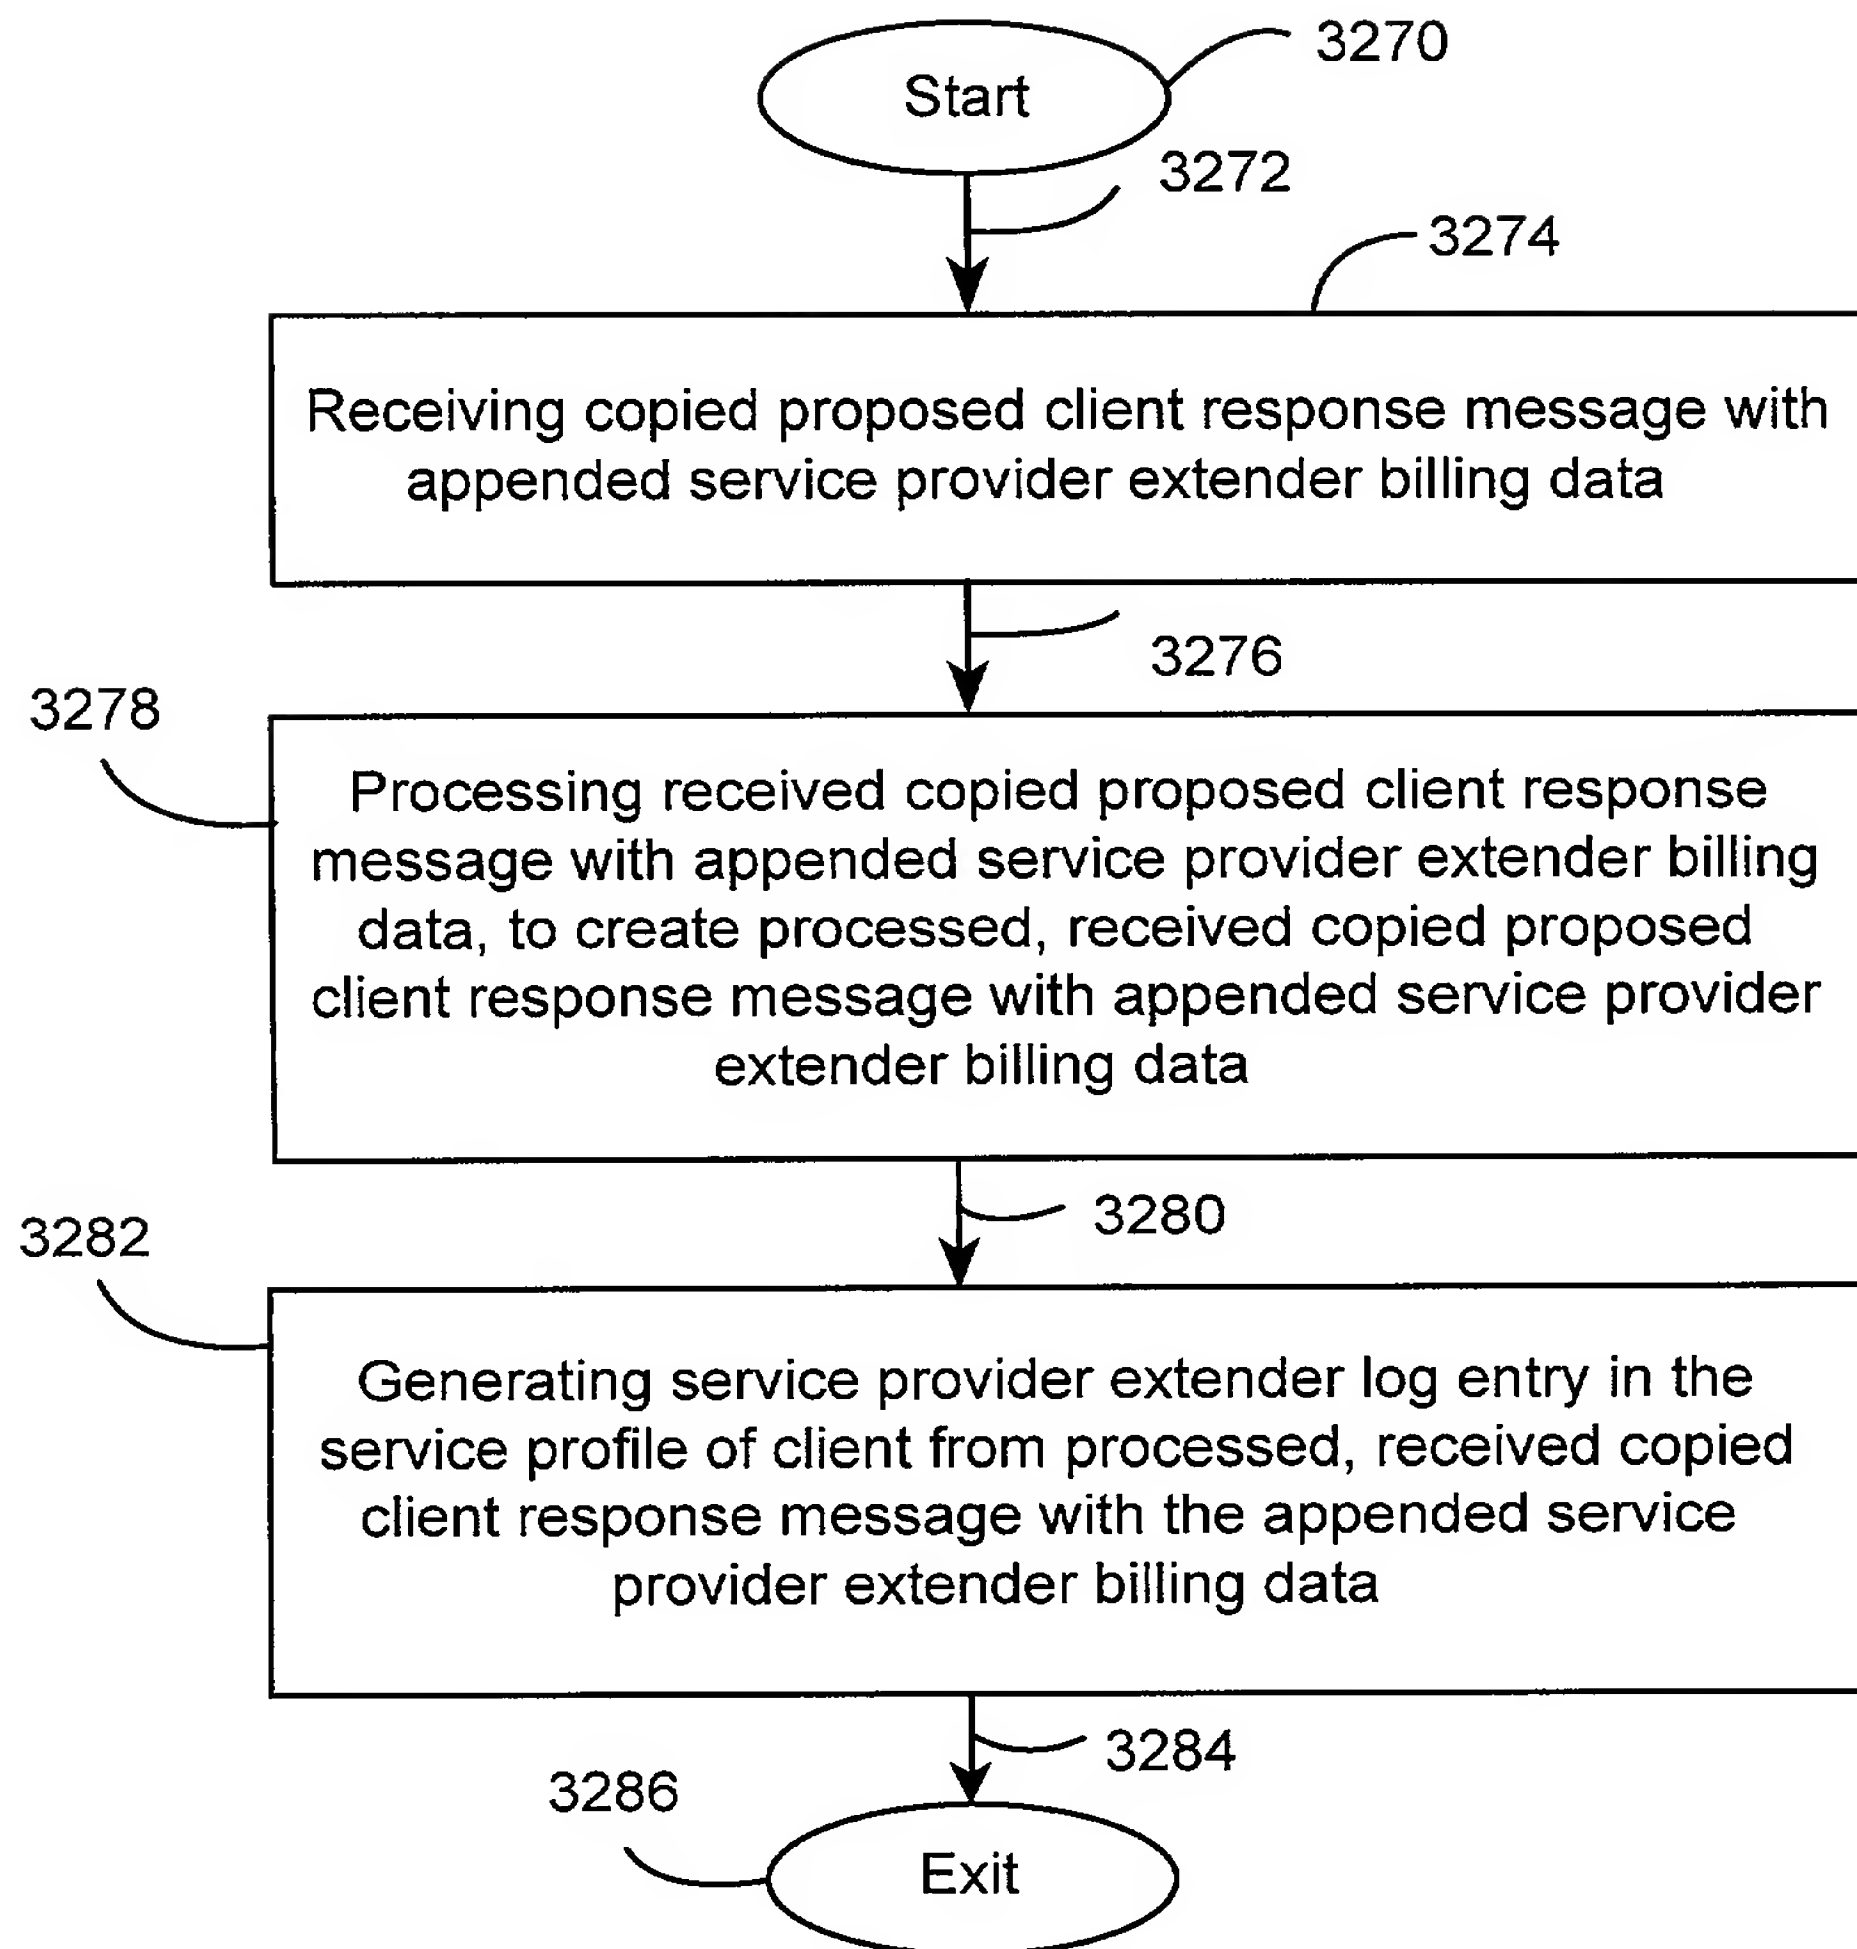 3270
Start
3272
3274
Receiving copied proposed client response message with
appended service provider extender billing data
3276
3278
Processing received copied proposed client response
message with appended service provider extender billing
data, to create processed, received copied proposed
client response message with appended service provider
extender billing data
3280
3282
Generating service provider extender log entry in the
service profile of client from processed, received copied
client response message with the appended service
provider extender billing data
3284
3286
Exit